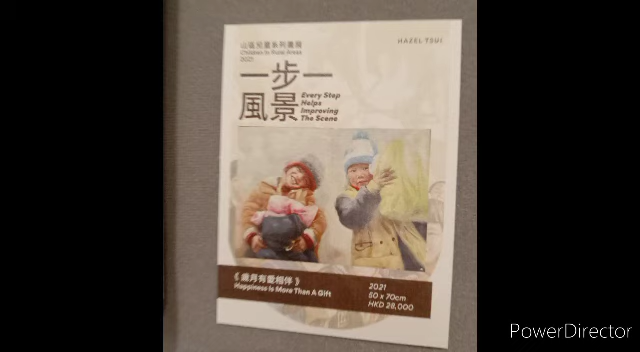 山區兒童系列畫展
Children In Rural Areas
2021
HAZEL TSUI
一步一
風景
Every Step
Helps
Improving
The Scene
《歲月有愛相伴》
Happiness Is More Than A Gift
2021
50 x 70cm
HKD 28,000
PowerDirector